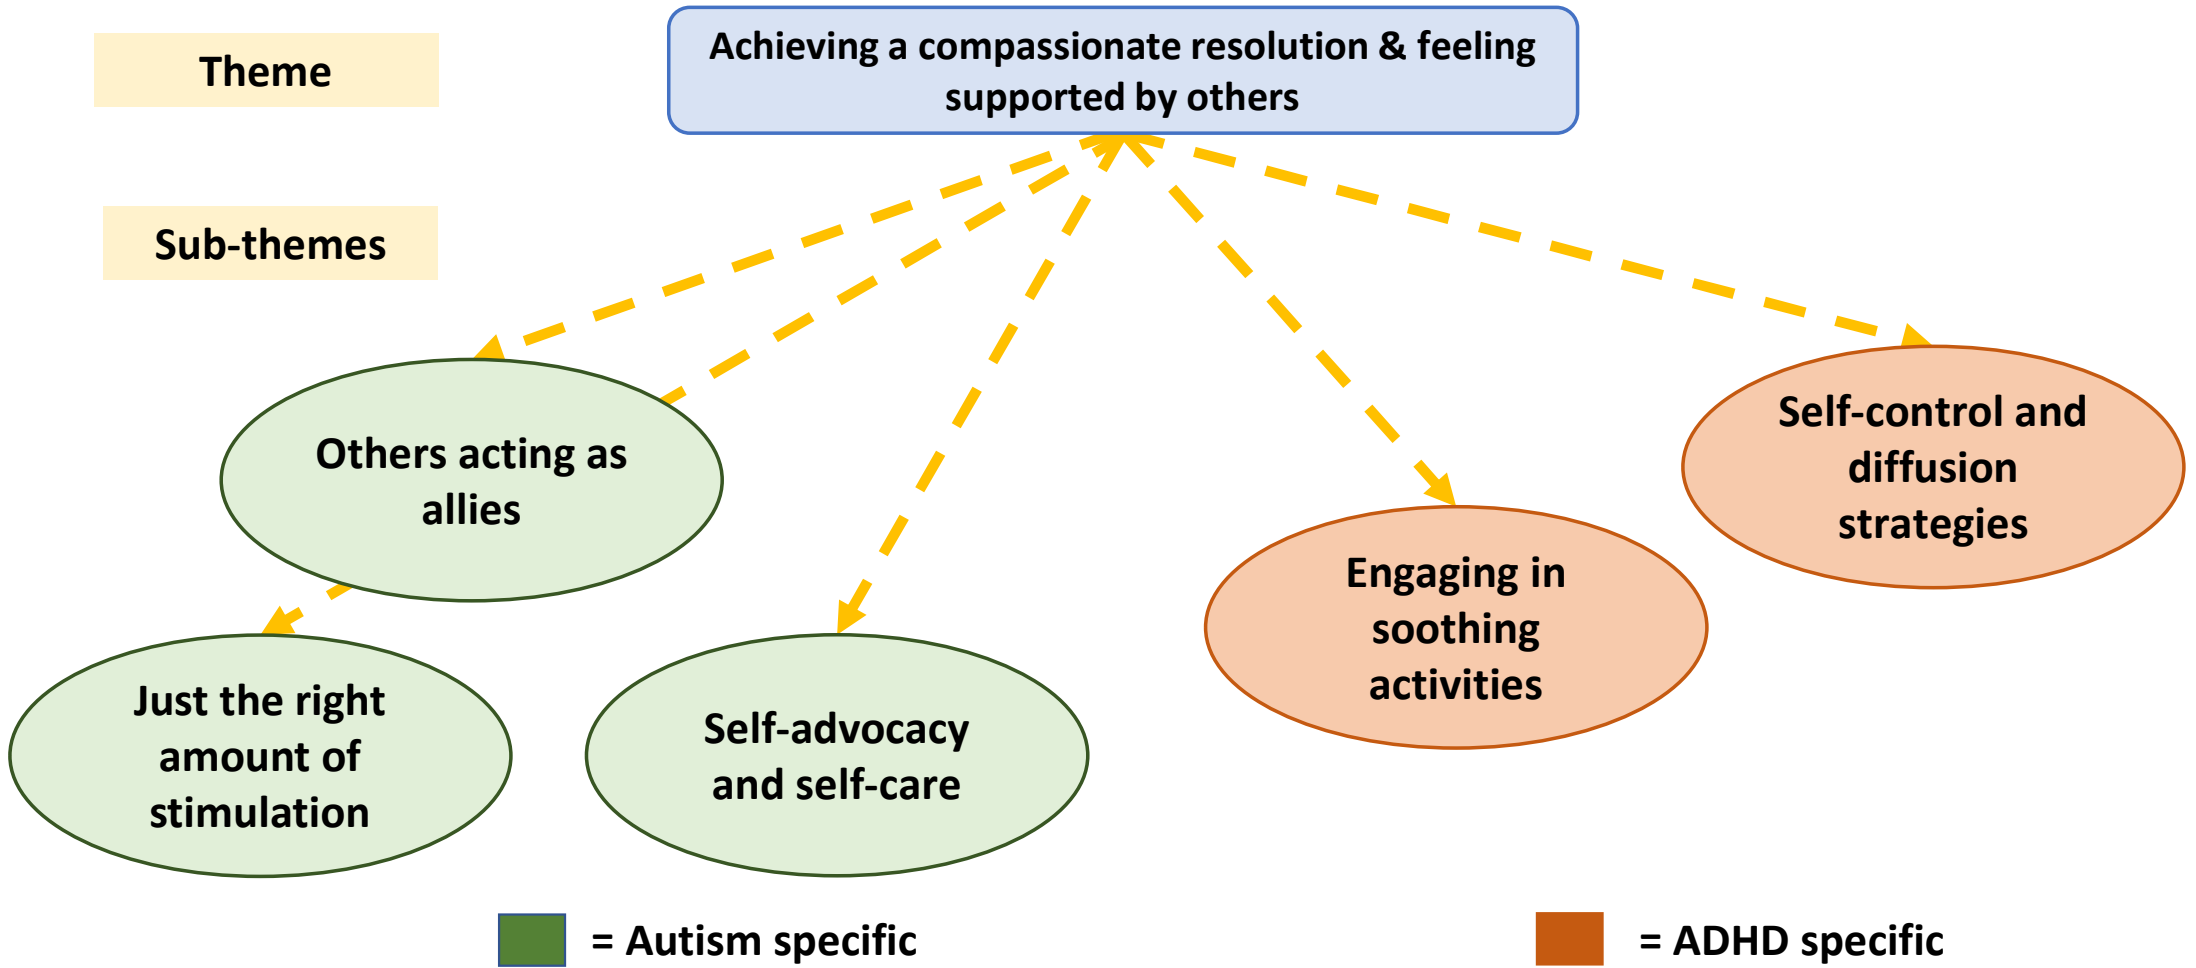 Theme
Achieving a compassionate resolution & feeling
supported by others
Sub-themes
Others acting as
allies
Self-control and
diffusion
strategies
Engaging in
soothing
activities
Just the right
amount of
stimulation
Self-advocacy
and self-care
= Autism specific
= ADHD specific